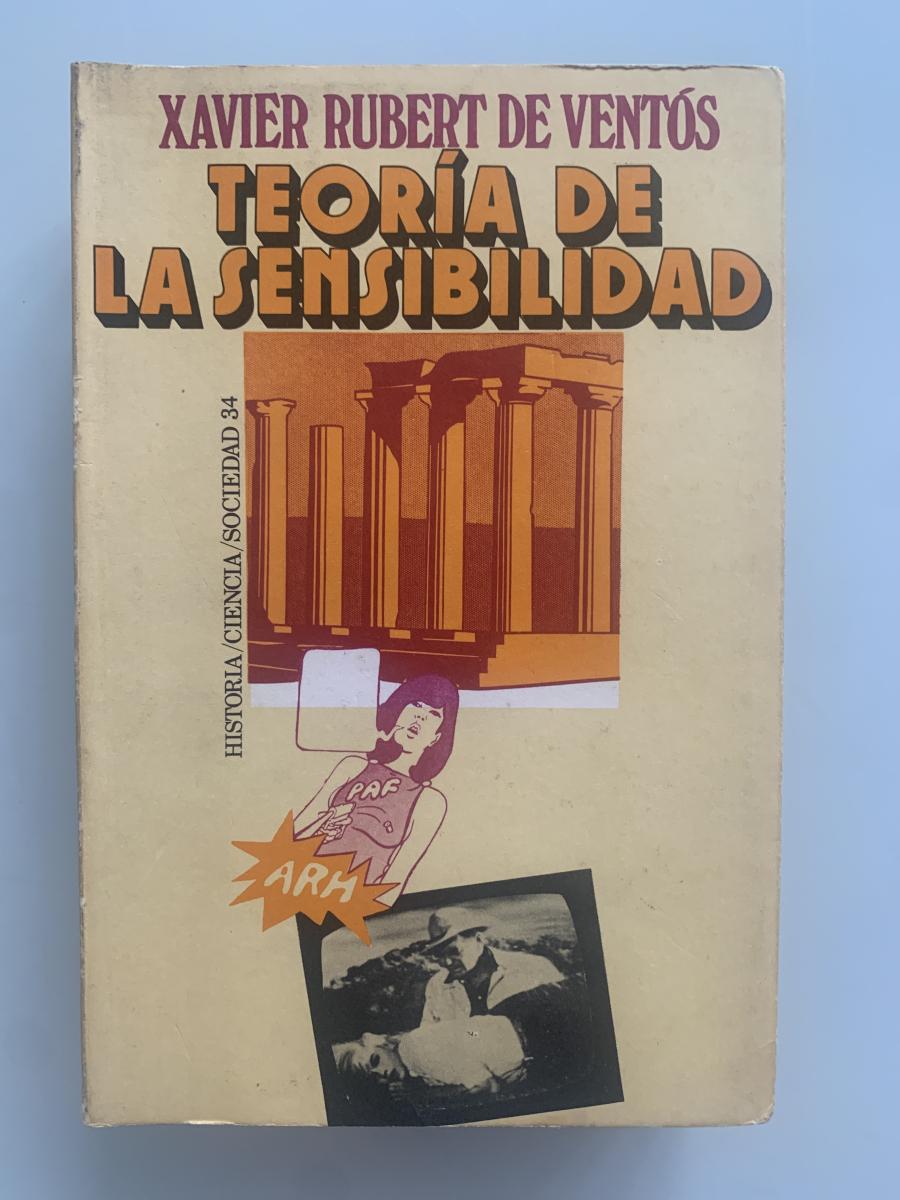 XAVIER RUBERT DE VENTÓS
TEORÍA DE
LA SENSIBILIDAD
HISTORIA/CIENCIA/SOCIEDAD 34
PAF
ARH